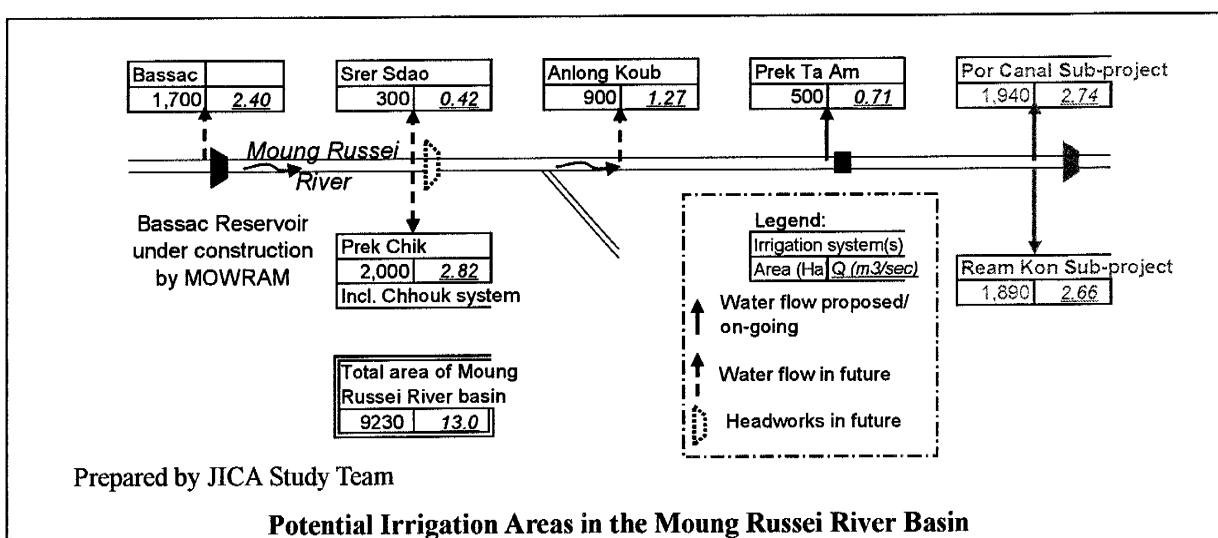 Bassac
1,700 2.40
Srer Sdao
300 0.42
Anlong Koub
900 1.27
Prek Ta Am
500 0.71
Por Canal Sub-project
1,940 2.74
Moung Russei
River
Bassac Reservoir
under construction
by MOWRAM
Prek Chik
2,000 2.82
Incl. Chhouk system
Total area of Moung
Russei River basin
9230 13.0
Legend:
Irrigation system(s)
Area (Ha Q (m3/sec)
Water flow proposed/
on-going
Water flow in future
Headworks in future
Ream Kon Sub-project
1,890 2.66
Prepared by JICA Study Team
Potential Irrigation Areas in the Moung Russei River Basin